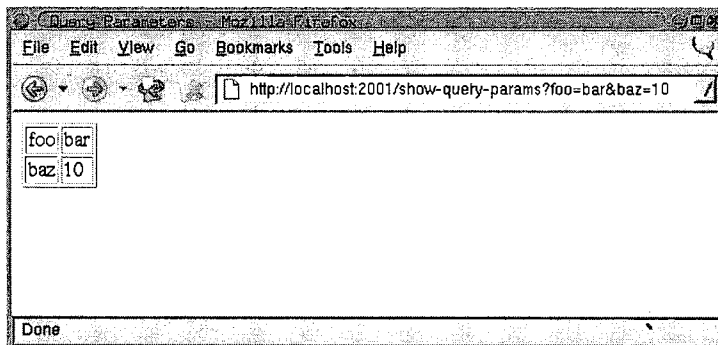 Query Parameters - Mozilla Firefox
File Edit View Go Bookmarks Tools Help
http://localhost:2001/show-query-params?foo=bar&baz=10
foo bar
baz 10
Done